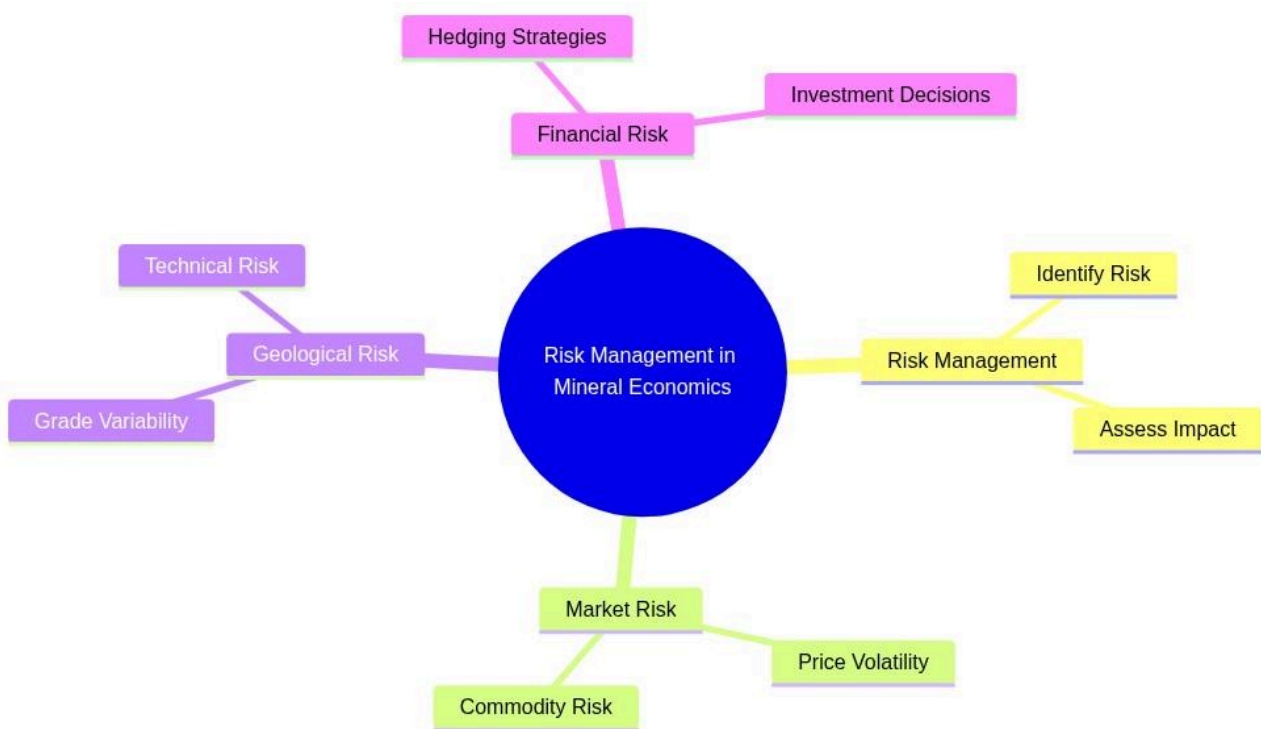 Hedging Strategies
Investment Decisions
Financial Risk
Technical Risk
Identify Risk
Geological Risk
Risk Management in
Mineral Economics
Risk Management
Grade Variability
Assess Impact
Market Risk
Price Volatility
Commodity Risk